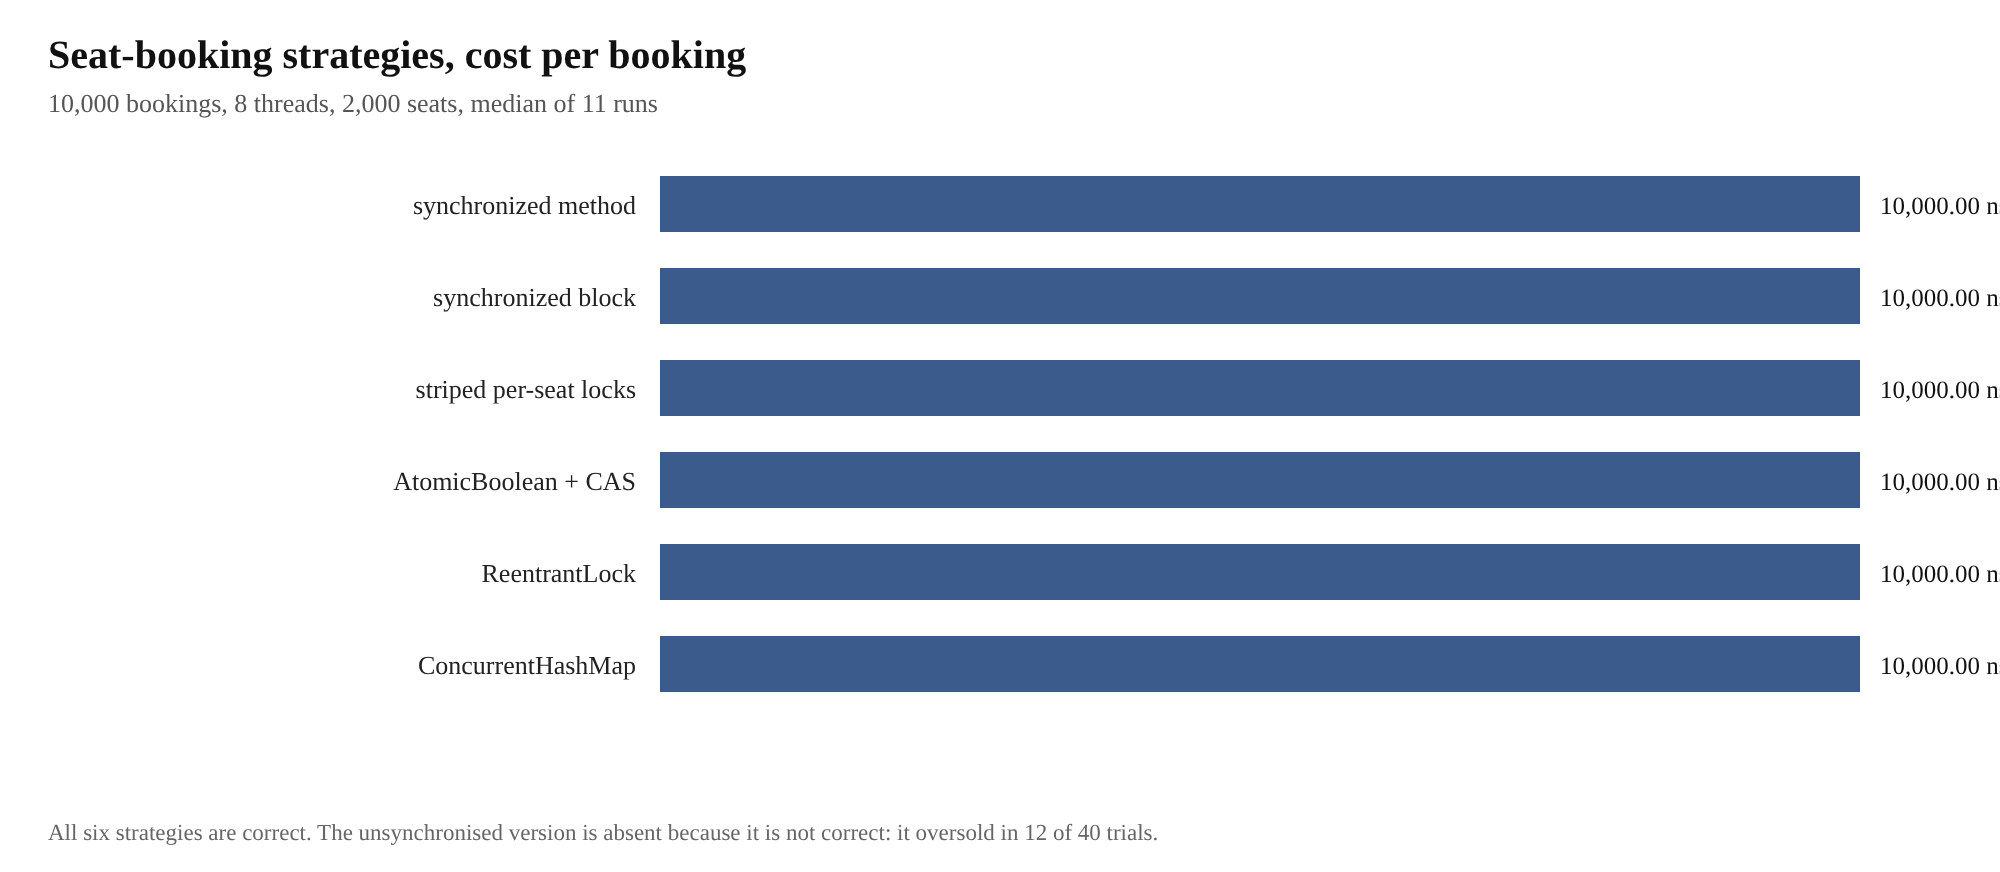 Seat-booking strategies, cost per booking
10,000 bookings, 8 threads, 2,000 seats, median of 11 runs
synchronized method 10,000.00
synchronized block 10,000.00
striped per-seat locks 10,000.00
AtomicBoolean + CAS 10,000.00
ReentrantLock 10,000.00
ConcurrentHashMap 10,000.00
All six strategies are correct. The unsynchronised version is absent because it is not correct: it oversold in 12 of 40 trials.